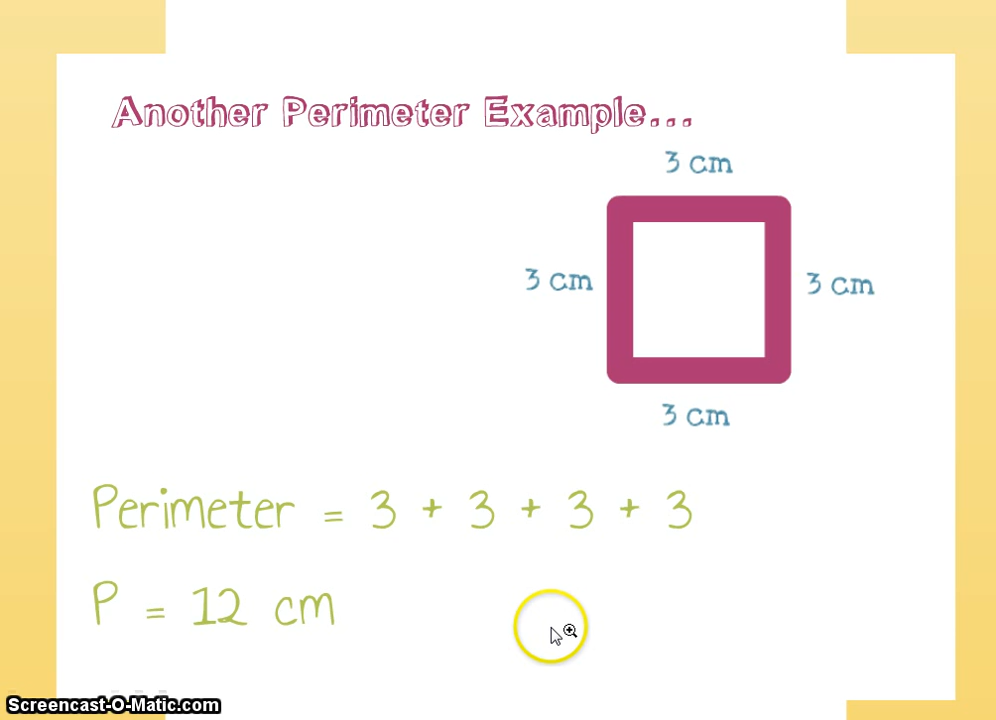 Another Perimeter Example...
3 cm
3 cm
3 cm
3 cm
Perimeter = 3 + 3 + 3 + 3
P = 12 cm
Screencast-O-Matic.com